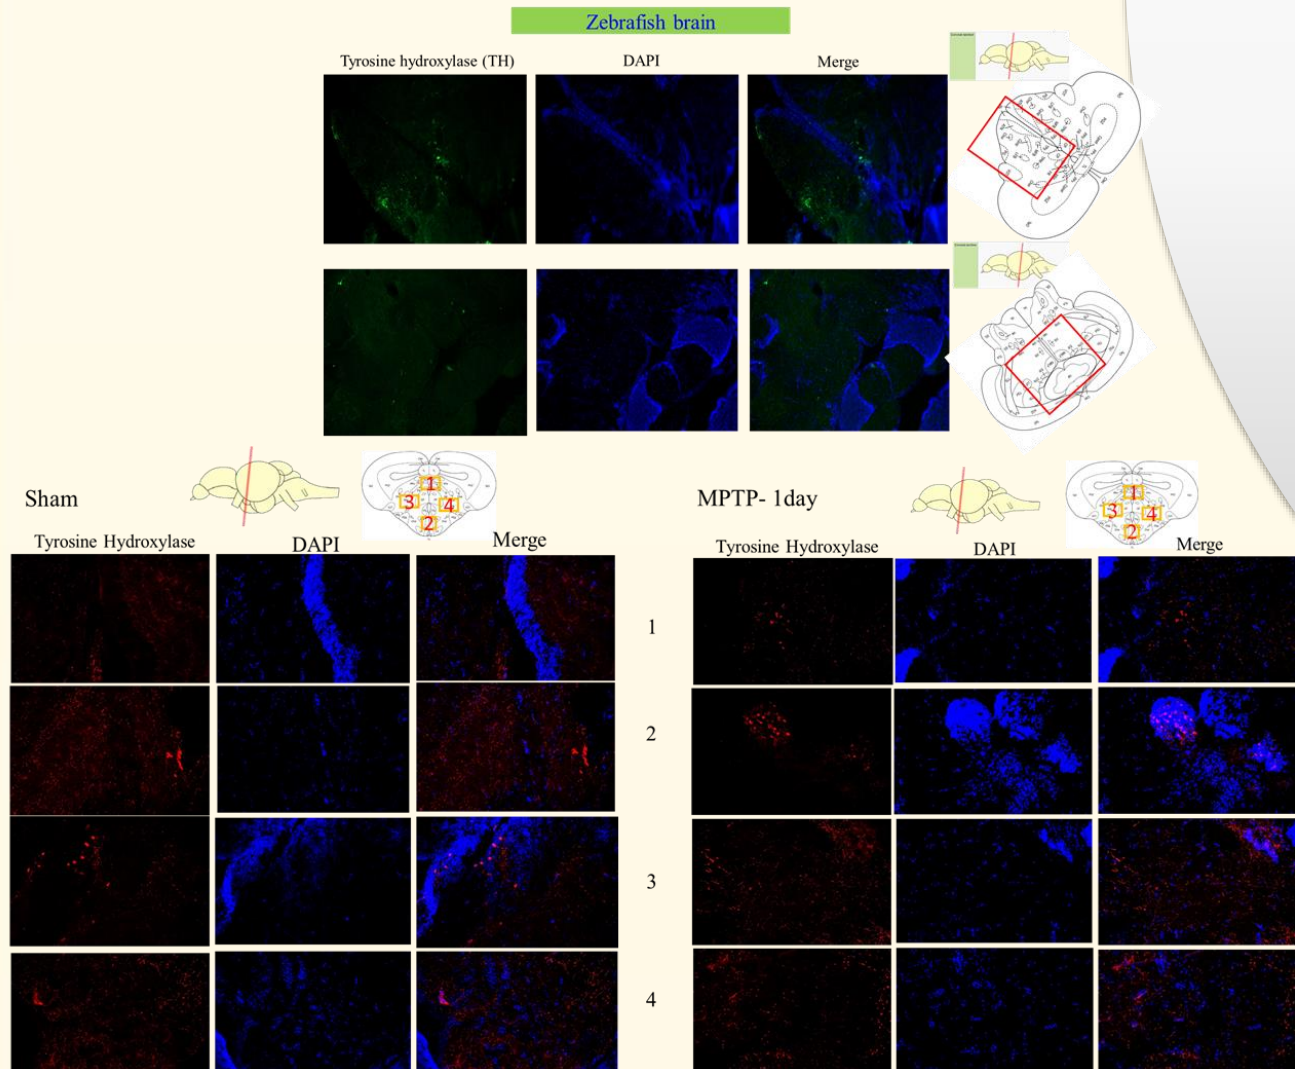 Zebrafish brain
Tyrosine hydroxylase (TH)
DAPI
Merge
Sham
1
3
4
2
MPTP- 1day
1
3
4
2
Tyrosine Hydroxylase
DAPI
Merge
Tyrosine Hydroxylase
DAPI
Merge
1
2
3
4